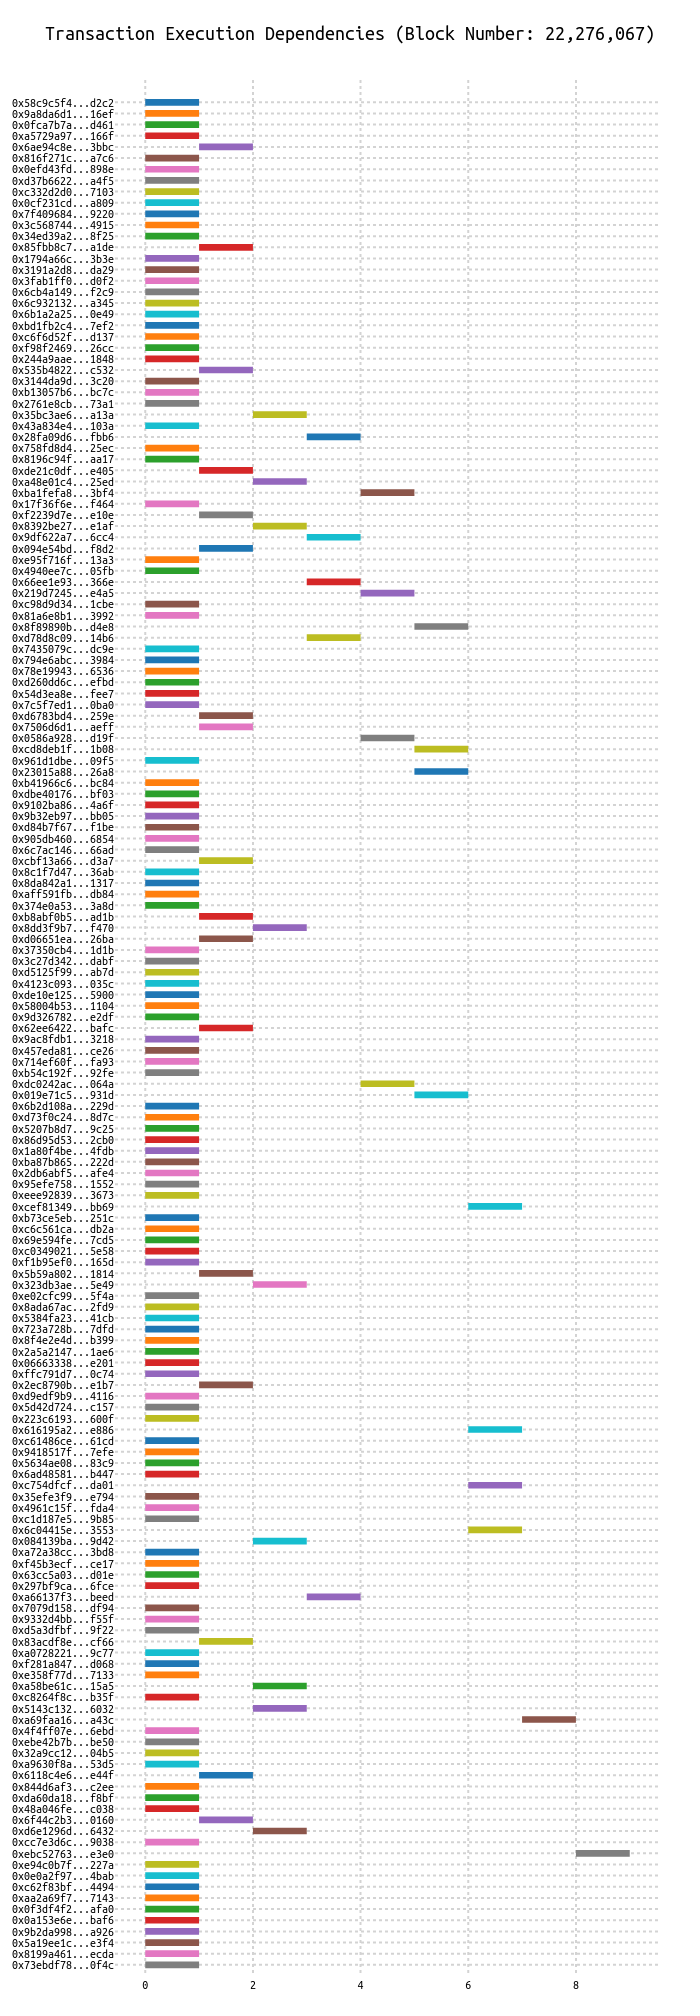 Transaction Execution Dependencies (Block Number: 22,276,067)
0x58c9c5f4...d2c2
0x9a8da6d1...16ef
0x0fca7b7a...d461
0xa5729a97...166f
0x6ae94c8e...3bbc
0x816f271c...a7c6
0x0efd43fd...898e
0xd37b6622...a4f5
0xc332d2d0...7103
0x0cf231cd...a809
0x7f409684...9220
0x3c568744...4915
0x34ed39a2...8f25
0x85fbb8c7...a1de
0x1794a66c...3b3e
0x3191a2d8...da29
0x3fab1ff0...d0f2
0x6cb4a149...f2c9
0x6c932132...a345
0x6b1a2a25...0e49
0xbd1fb2c4...7ef2
0xc6f6d52f...d137
0xf98f2469...26cc
0x244a9aae...1848
0x535b4822...c532
0x3144da9d...3c20
0xb13057b6...bc7c
0x2761e8cb...73a1
0x35bc3ae6...a13a
0x43a834e4...103a
0x28fa09d6...fbb6
0x758fd8d4...25ec
0x8196c94f...aa17
0xde21c0df...e405
0xa48e01c4...25ed
0xba1fefa8...3bf4
0x17f36f6e...f464
0xf2239d7e...e10e
0x8392be27...e1af
0x9df622a7...6cc4
0x094e54bd...f8d2
0xe95f716f...13a3
0x4940ee7c...05fb
0x66ee1e93...366e
0x219d7245...e4a5
0xc98d9d34...1cbe
0x81a6e8b1...3992
0x8f89890b...d4e8
0xd78d8c09...14b6
0x7435079c...dc9e
0x794e6abc...3984
0x78e19943...6536
0xd260dd6c...efbd
0x54d3ea8e...fee7
0x7c5f7ed1...0ba0
0xd6783bd4...259e
0x7506d6d1...aeff
0x0586a928...d19f
0xcd8deb1f...1b08
0x961d1dbe...09f5
0x23015a88...26a8
0xb41966c6...bc84
0xdbe40176...bf03
0x9102ba86...4a6f
0x9b32eb97...bb05
0xd84b7f67...f1be
0x905db460...6854
0x6c7ac146...66ad
0xcbf13a66...d3a7
0x8c1f7d47...36ab
0x8da842a1...1317
0xaff591fb...db84
0x374e0a53...3a8d
0xb8abf0b5...ad1b
0x8dd3f9b7...f470
0xd06651ea...26ba
0x37350cb4...1d1b
0x3c27d342...dabf
0xd5125f99...ab7d
0x4123c093...035c
0xde10e125...5900
0x58004b53...1104
0x9d326782...e2df
0x62ee6422...bafc
0x9ac8fdb1...3218
0x457eda81...ce26
0x714ef60f...fa93
0xb54c192f...92fe
0xdc0242ac...064a
0x019e71c5...931d
0x6b2d108a...229d
0xd73f0c24...8d7c
0x5207b8d7...9c25
0x86d95d53...2cb0
0x1a80f4be...4fdb
0xba87b865...222d
0x2db6abf5...afe4
0x95efe758...1552
0xeee92839...3673
0xcef81349...bb69
0xb73ce5eb...251c
0xc6c561ca...db2a
0x69e594fe...7cd5
0xc0349021...5e58
0xf1b95ef0...165d
0x5b59a802...1814
0x323db3ae...5e49
0xe02cfc99...5f4a
0x8ada67ac...2fd9
0x5384fa23...41cb
0x723a728b...7dfd
0x8f4e2e4d...b399
0x2a5a2147...1ae6
0x06663338...e201
0xffc791d7...0c74
0x2ec8790b...e1b7
0xd9edf9b9...4116
0x5d42d724...c157
0x223c6193...600f
0x616195a2...e886
0xc61486ce...61cd
0x9418517f...7efe
0x5634ae08...83c9
0x6ad48581...b447
0xc754dfcf...da01
0x35efe3f9...e794
0x4961c15f...fda4
0xc1d187e5...9b85
0x6c04415e...3553
0x084139ba...9d42
0xa72a38cc...3bd8
0xf45b3ecf...ce17
0x63cc5a03...d01e
0x297bf9ca...6fce
0xa66137f3...beed
0x7079d158...df94
0x9332d4bb...f55f
0xd5a3dfbf...9f22
0x83acdf8e...cf66
0xa0728221...9c77
0xf281a847...d068
0xe358f77d...7133
0xa58be61c...15a5
0xc8264f8c...b35f
0x5143c132...6032
0xa69faa16...a43c
0x4f4ff07e...6ebd
0xebe42b7b...be50
0x32a9cc12...04b5
0xa9630f8a...53d5
0x6118c4e6...e44f
0x844d6af3...c2ee
0xda60da18...f8bf
0x48a046fe...c038
0x6f44c2b3...0160
0xd6e1296d...6432
0xcc7e3d6c...9038
0xebc52763...e3e0
0xe94c0b7f...227a
0x0e0a2f97...4bab
0xc62f83bf...4494
0xaa2a69f7...7143
0x0f3df4f2...afa0
0x0a153e6e...baf6
0x9b2da998...a926
0x5a19ee1c...e3f4
0x8199a461...ecda
0x73ebdf78...0f4c
0 2 4 6 8